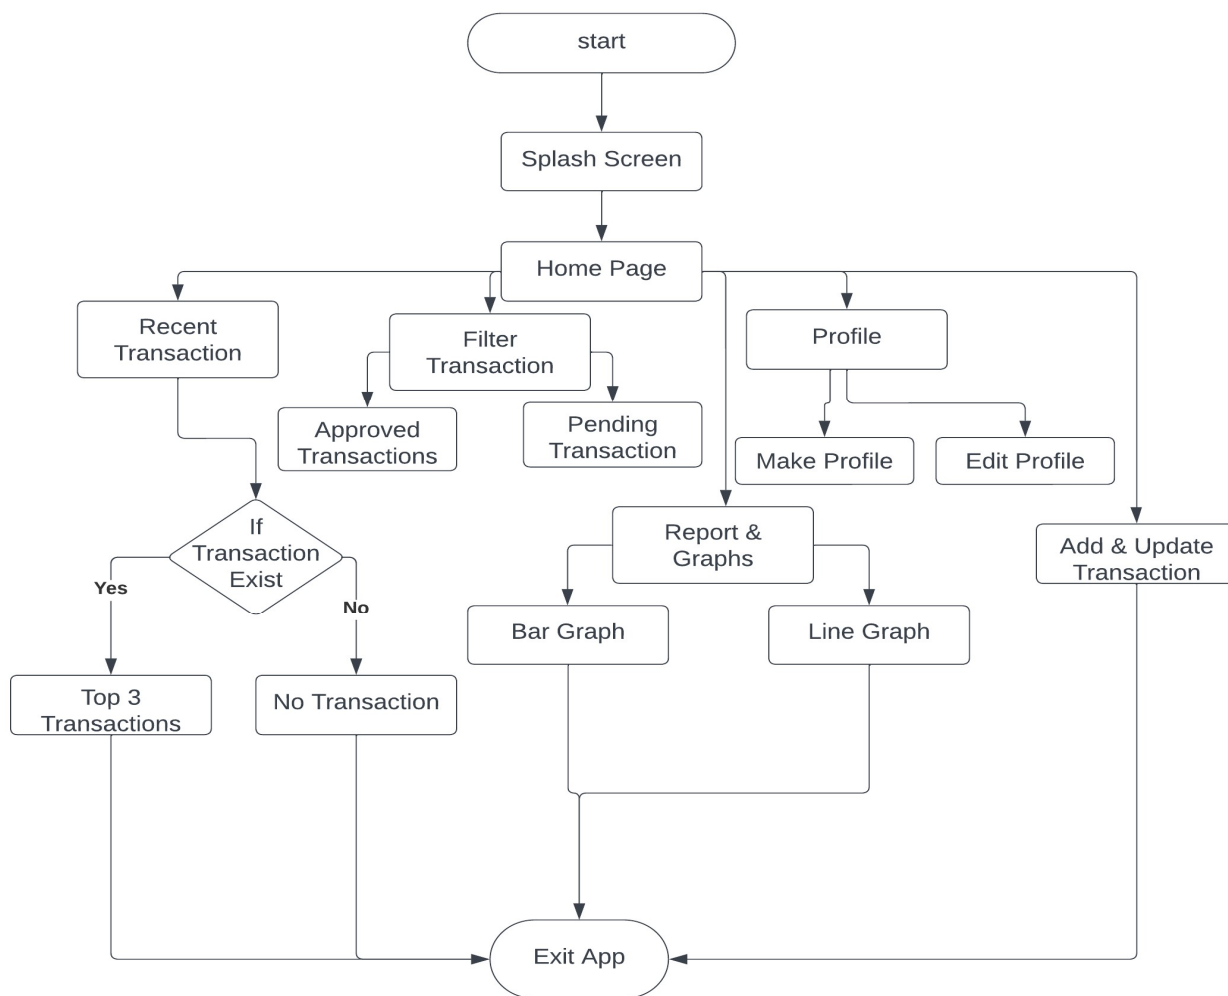 start
Splash Screen
Home Page
Recent
Transaction
Filter
Transaction
Profile
Approved
Transactions
Pending
Transaction
Make Profile
Edit Profile
If
Transaction
Exist
Report &
Graphs
Add & Update
Transaction
Yes
No
Bar Graph
Line Graph
Top 3
Transactions
No Transaction
Exit App